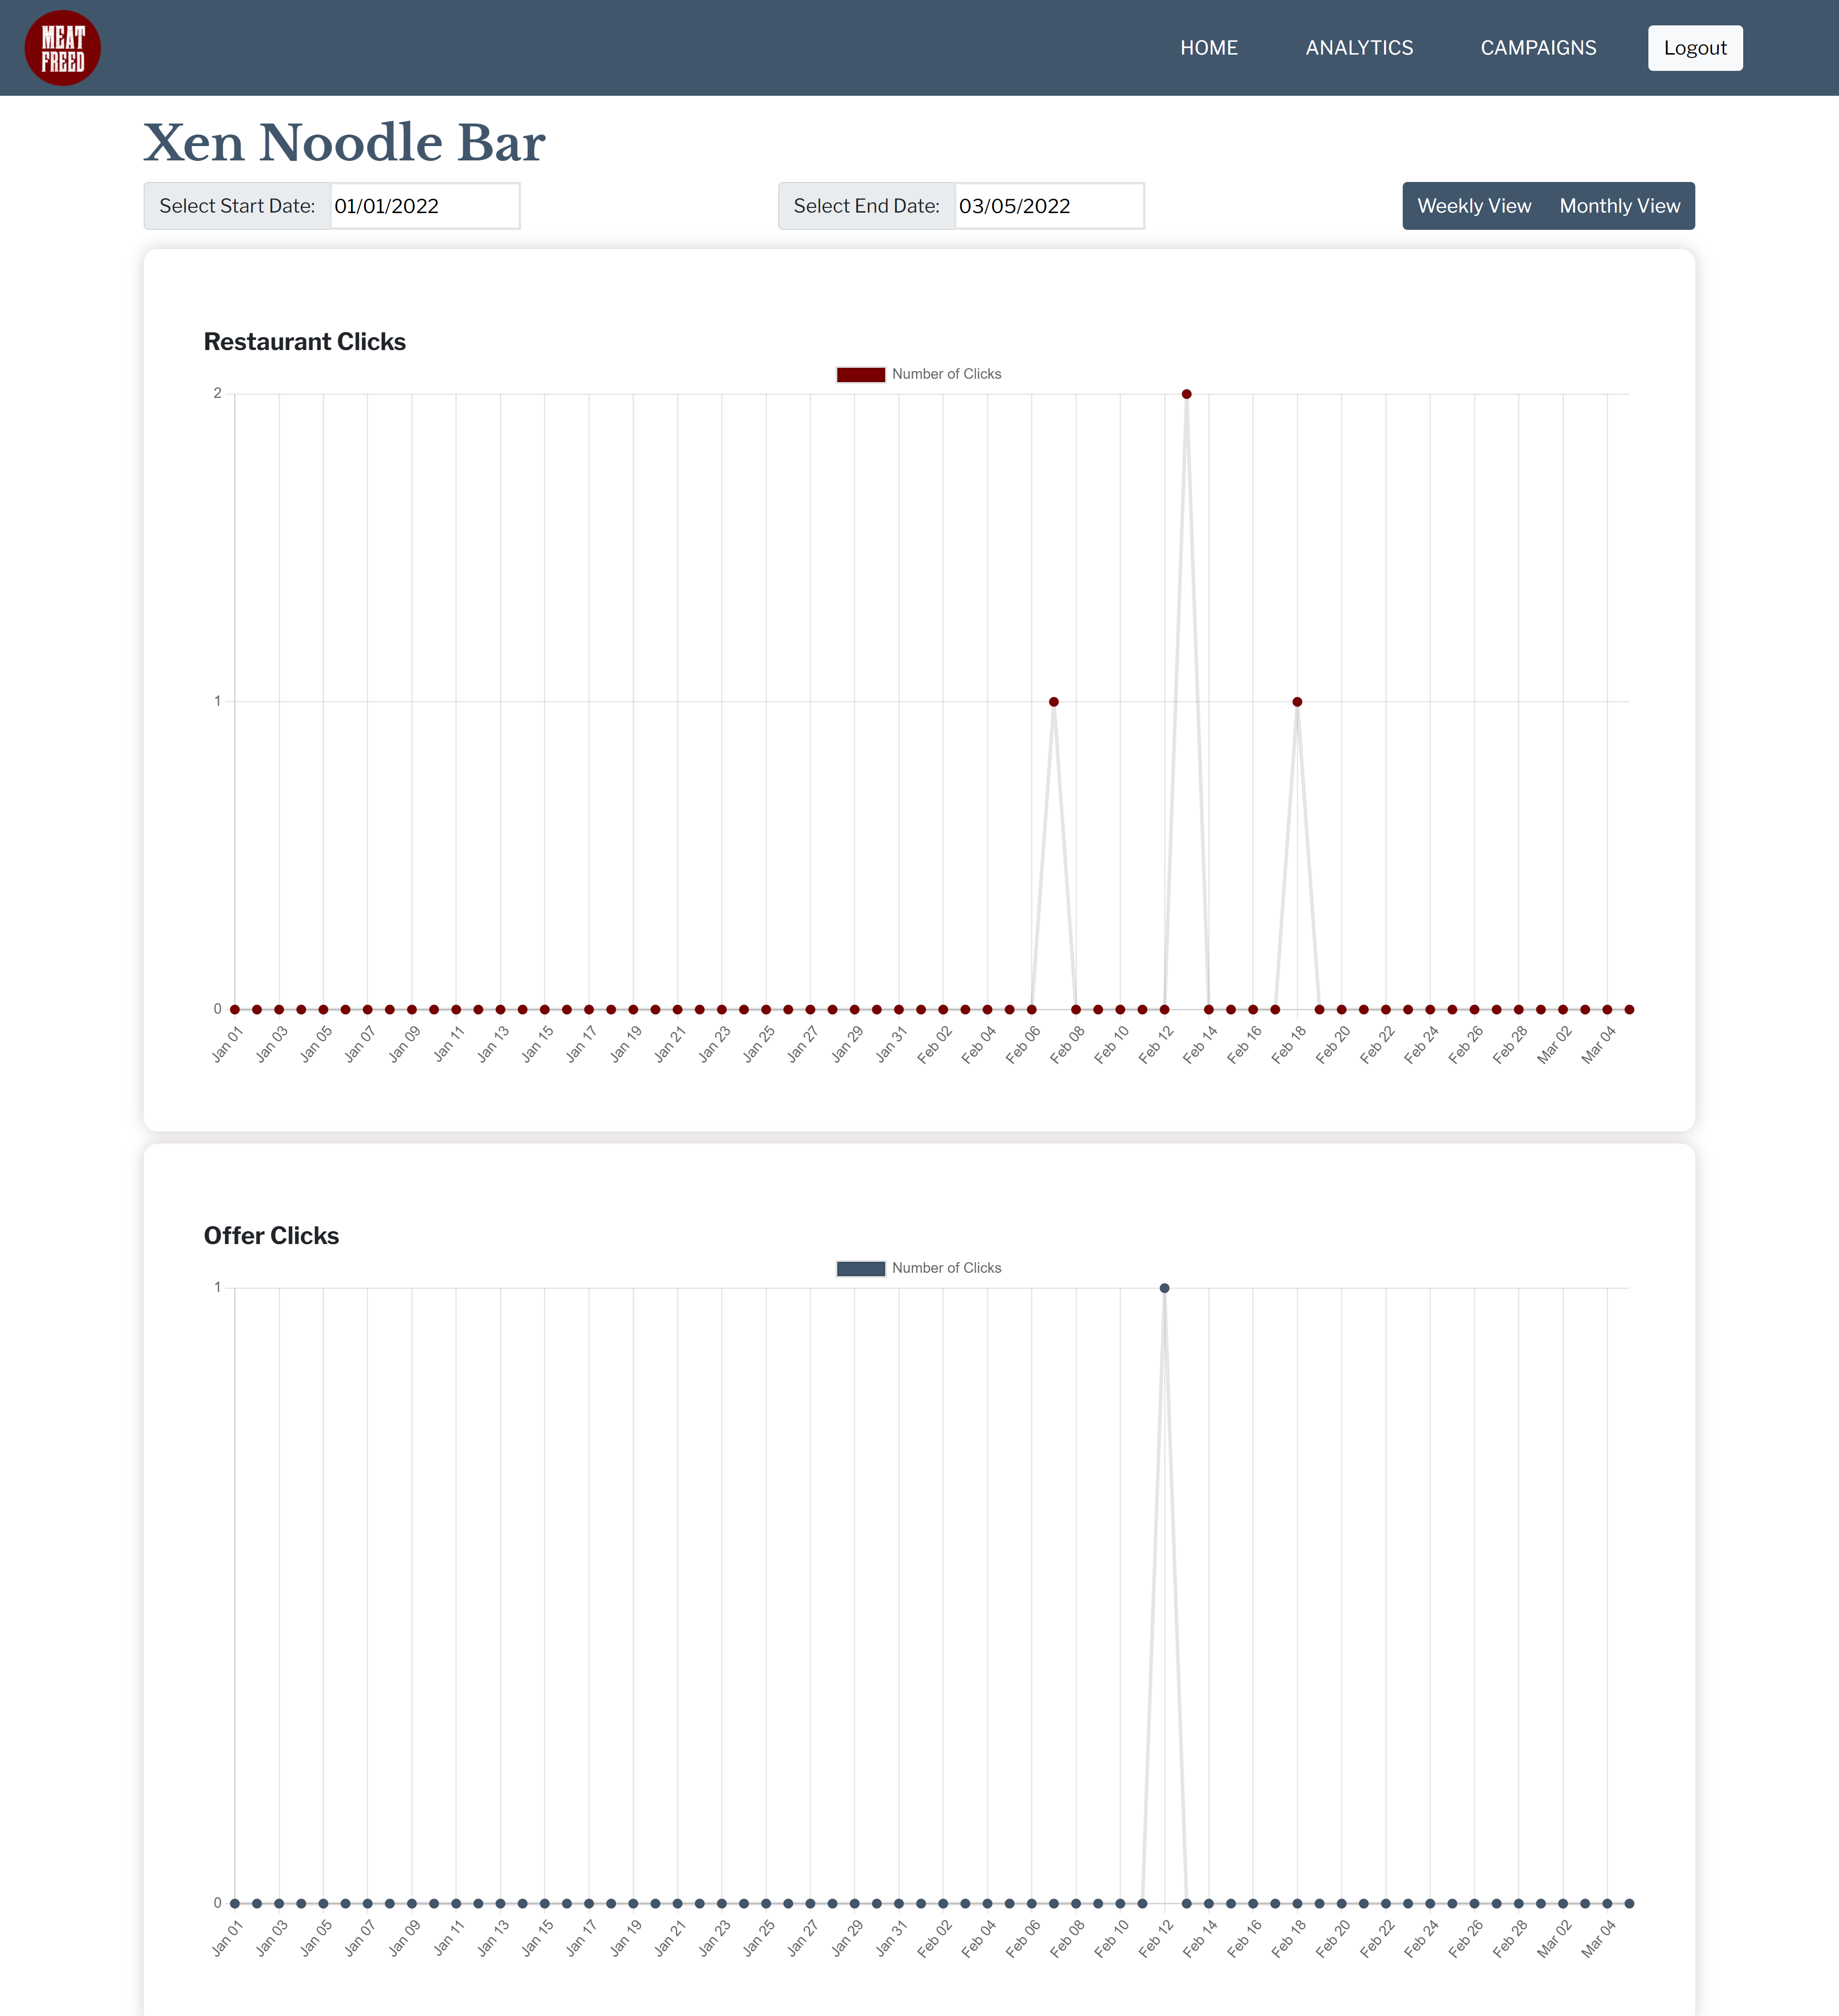 MEAT
FREED
HOME ANALYTICS CAMPAIGNS Logout
Xen Noodle Bar
Select Start Date: 01/01/2022 Select End Date: 03/05/2022 Weekly View Monthly View
Restaurant Clicks
Number of Clicks
2
1
0
Jan 01 Jan 03 Jan 05 Jan 07 Jan 09 Jan 11 Jan 13 Jan 15 Jan 17 Jan 19 Jan 21 Jan 23 Jan 25 Jan 27 Jan 29 Jan 31 Feb 02 Feb 04 Feb 06 Feb 08 Feb 10 Feb 12 Feb 14 Feb 16 Feb 18 Feb 20 Feb 22 Feb 24 Feb 26 Feb 28 Mar 02 Mar 04
Offer Clicks
Number of Clicks
1
0
Jan 01 Jan 03 Jan 05 Jan 07 Jan 09 Jan 11 Jan 13 Jan 15 Jan 17 Jan 19 Jan 21 Jan 23 Jan 25 Jan 27 Jan 29 Jan 31 Feb 02 Feb 04 Feb 06 Feb 08 Feb 10 Feb 12 Feb 14 Feb 16 Feb 18 Feb 20 Feb 22 Feb 24 Feb 26 Feb 28 Mar 02 Mar 04